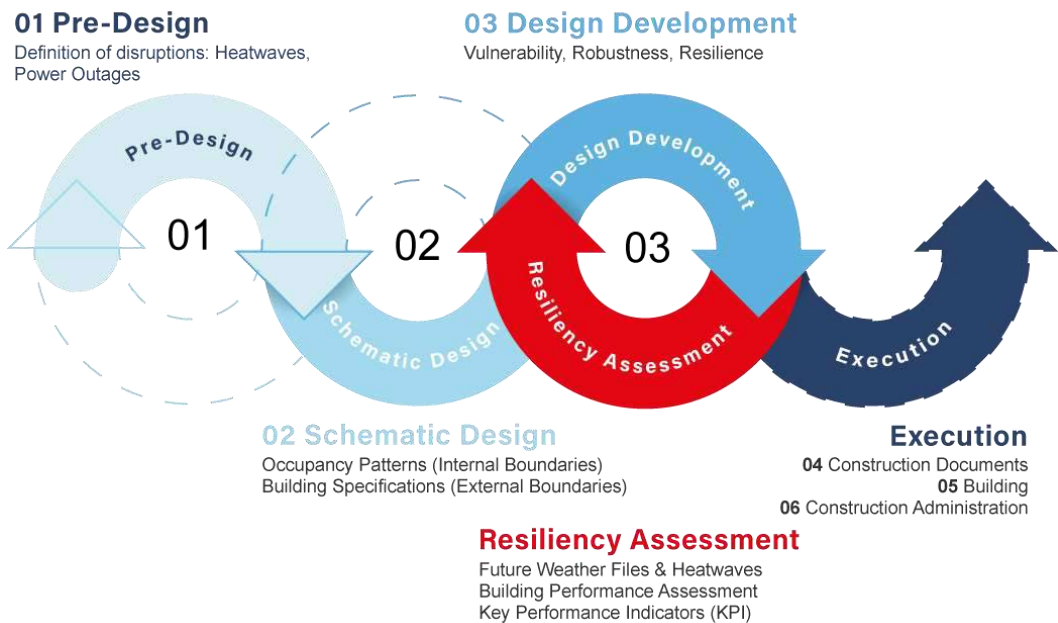 01 Pre-Design
Definition of disruptions: Heatwaves,
Power Outages
03 Design Development
Vulnerability, Robustness, Resilience
Pre-Design
01
Schematic Design
02
Design Development
03
Resiliency Assessment
Execution
02 Schematic Design
Occupancy Patterns (Internal Boundaries)
Building Specifications (External Boundaries)
Execution
04 Construction Documents
05 Building
06 Construction Administration
Resiliency Assessment
Future Weather Files & Heatwaves
Building Performance Assessment
Key Performance Indicators (KPI)